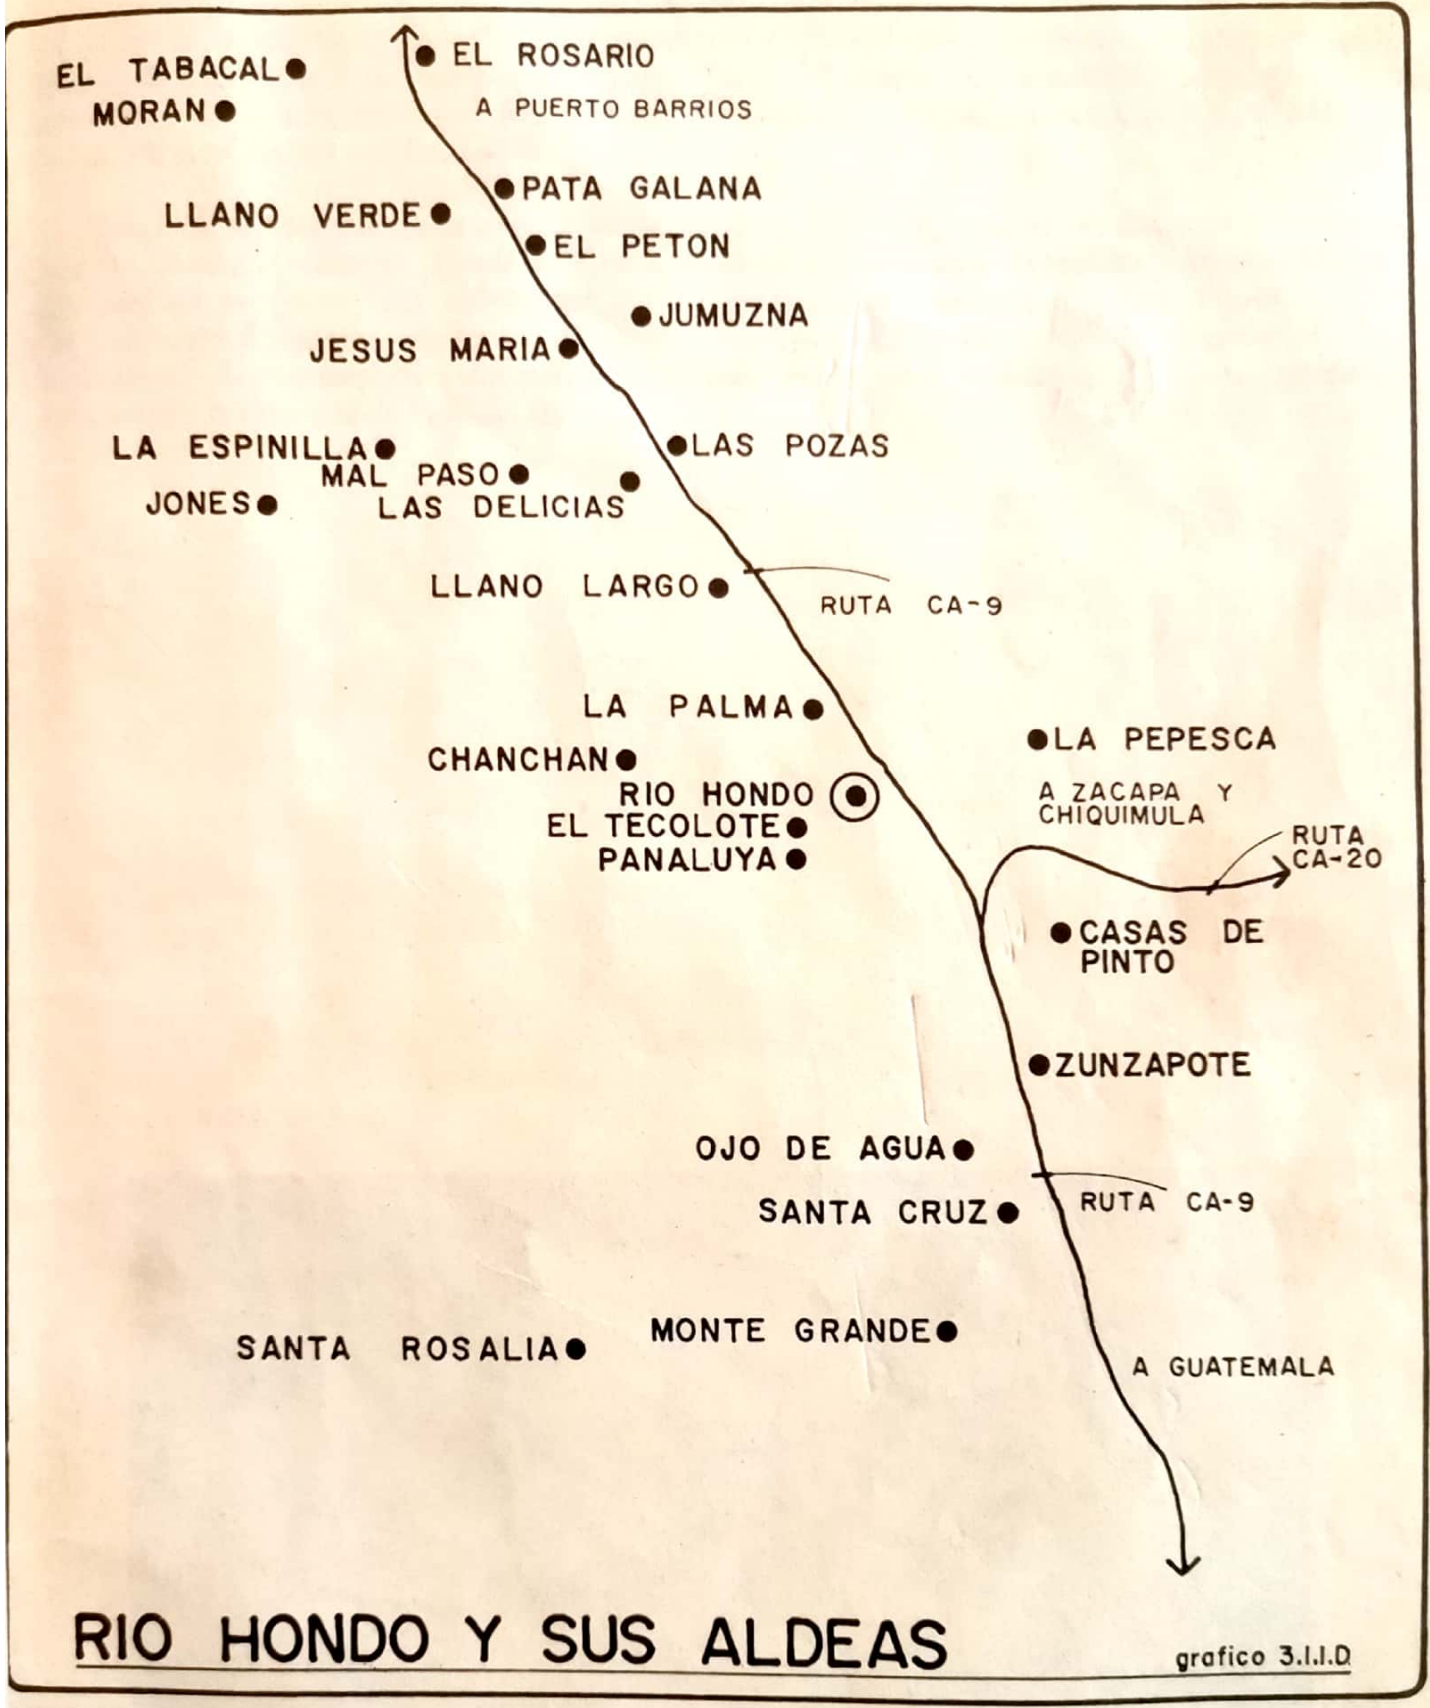 EL ROSARIO
EL TABACAL
A PUERTO BARRIOS
MORAN
PATA GALANA
LLANO VERDE
EL PETON
JUMUZNA
JESUS MARIA
LAS POZAS
LA ESPINILLA
MAL PASO
JONES
LAS DELICIAS
LLANO LARGO
RUTA CA-9
LA PALMA
LA PEPESCA
CHANCHAN
A ZACAPA Y
CHIQUIMULA
RIO HONDO
EL TECOLOTE
RUTA
CA-20
PANALUYA
CASAS DE
PINTO
ZUNZAPOTE
OJO DE AGUA
RUTA CA-9
SANTA CRUZ
MONTE GRANDE
SANTA ROSALIA
A GUATEMALA
RIO HONDO Y SUS ALDEAS
grafico 3.1.1.D